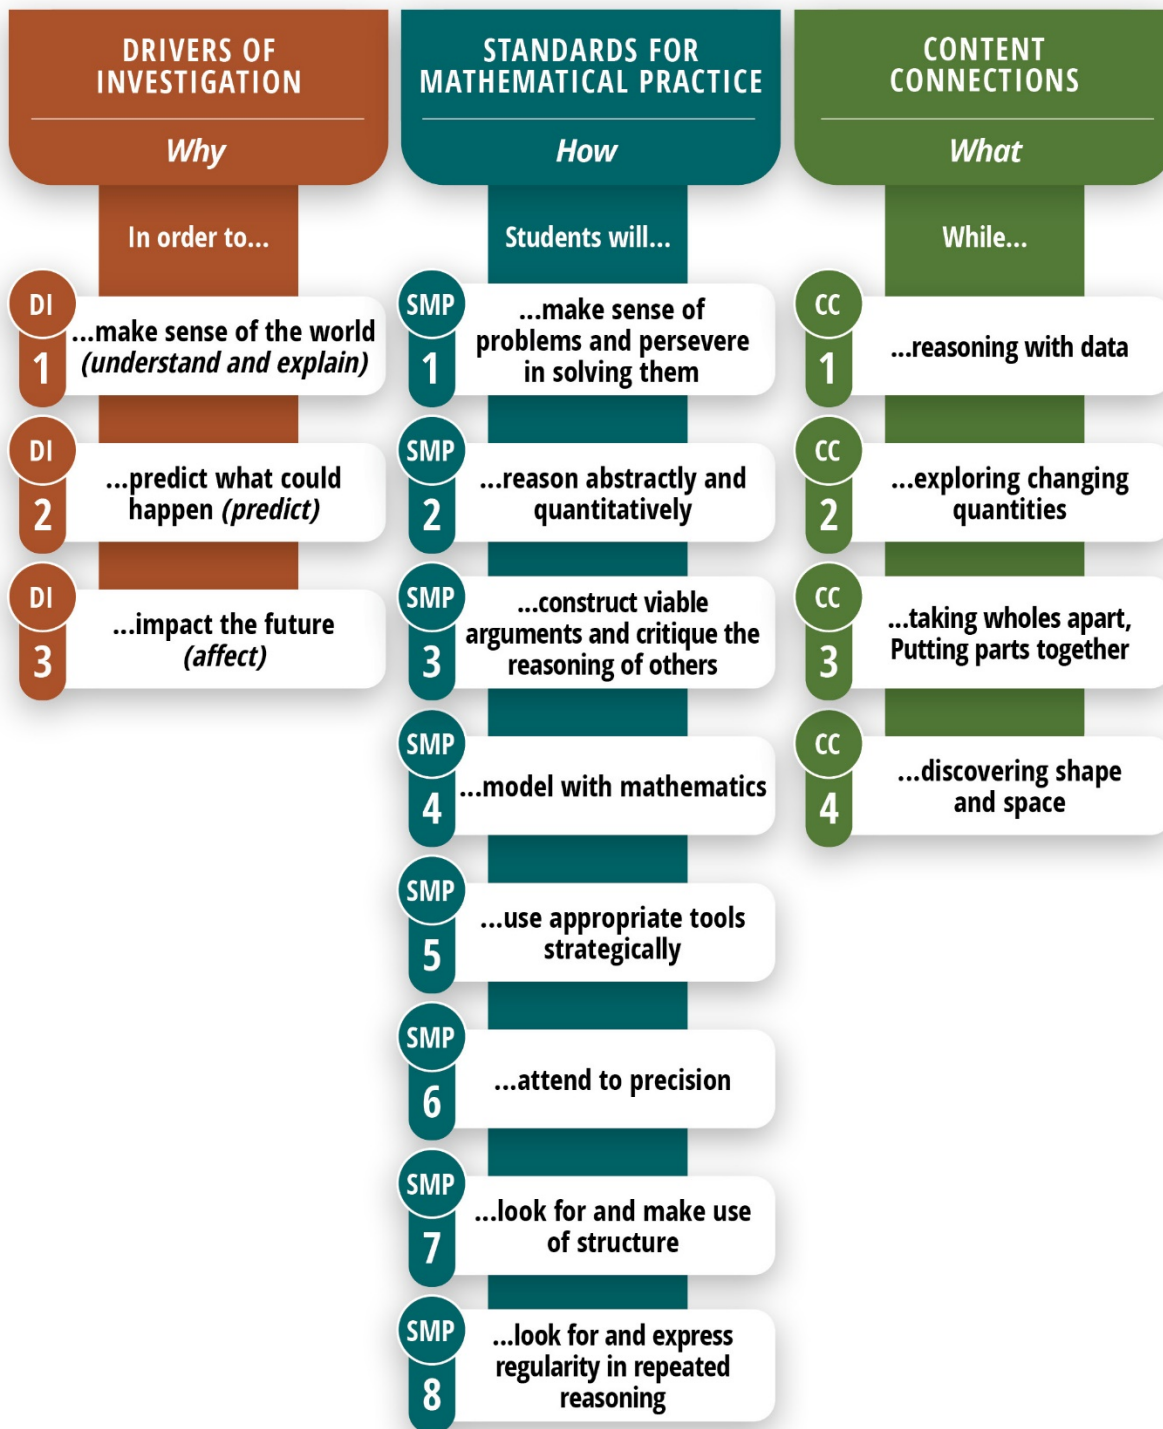 DRIVERS OF
INVESTIGATION
Why
In order to...
DI
1
...make sense of the world
(understand and explain)
DI
2
...predict what could
happen (predict)
DI
3
...impact the future
(affect)
STANDARDS FOR
MATHEMATICAL PRACTICE
How
Students will...
SMP
1
...make sense of
problems and persevere
in solving them
SMP
2
...reason abstractly and
quantitatively
SMP
3
...construct viable
arguments and critique the
reasoning of others
SMP
4
...model with mathematics
SMP
5
...use appropriate tools
strategically
SMP
6
...attend to precision
SMP
7
...look for and make use
of structure
SMP
8
...look for and express
regularity in repeated
reasoning
CONTENT
CONNECTIONS
What
While...
CC
1
...reasoning with data
CC
2
...exploring changing
quantities
CC
3
...taking wholes apart,
Putting parts together
CC
4
...discovering shape
and space